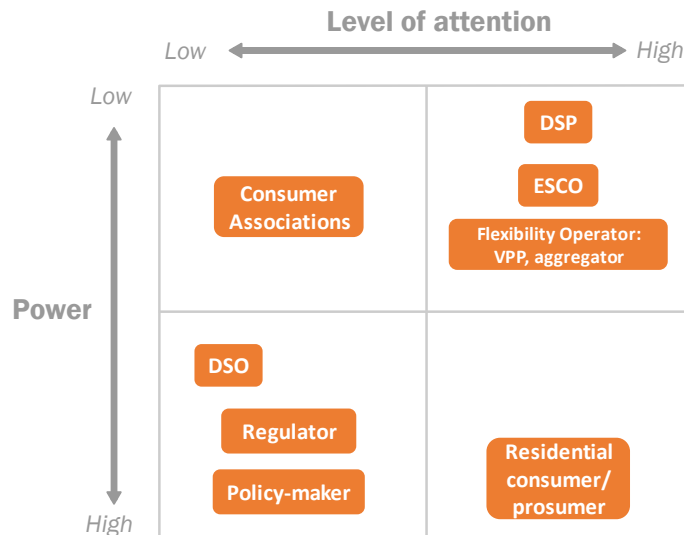 Level of attention
Low
High
Low
DSP
ESCO
Consumer
Associations
Flexibility Operator:
VPP, aggregator
Power
DSO
Regulator
Policy-maker
Residential
consumer/
prosumer
High